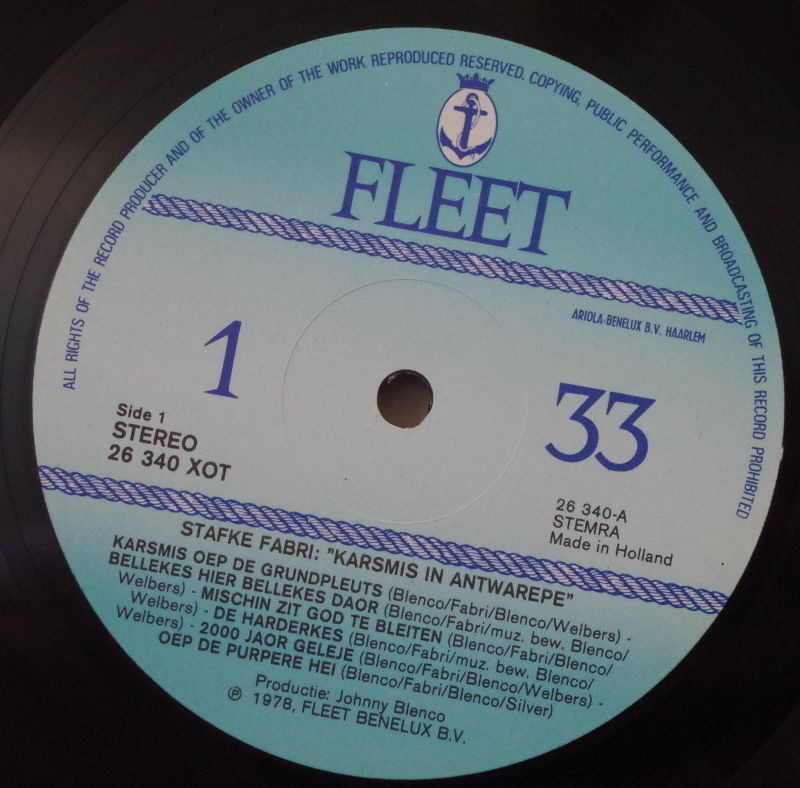 ALL RIGHTS OF THE RECORD PRODUCER AND OF THE OWNER OF THE WORK REPRODUCED RESERVED. COPYING, PUBLIC PERFORMANCE AND BROADCASTING OF THIS RECORD PROHIBITED
FLEET
ARIOLA-BENELUX B.V. HAARLEM
1
33
Side 1
STEREO
26 340 XOT
26 340-A
STEMRA
Made in Holland
STAFKE FABRI: "KARSMIS IN ANTWAREPE"
KARSMIS OEP DE GRUNDPLEUTS (Blenco/Fabri/Blenco/Welbers) -
BELLEKES HIER BELLEKES DAOR (Blenco/Fabri/muz. bew. Blenco/
Welbers) - MISCHIN ZIT GOD TE BLEITEN (Blenco/Fabri/Blenco/
Welbers) - DE HARDERKES (Blenco/Fabri/muz. bew. Blenco/
Welbers) - 2000 JAOR GELEJE (Blenco/Fabri/Blenco/Welbers) -
OEP DE PURPERE HEI (Blenco/Fabri/Blenco/Silver)
Productie: Johnny Blenco
℗ 1978, FLEET BENELUX B.V.